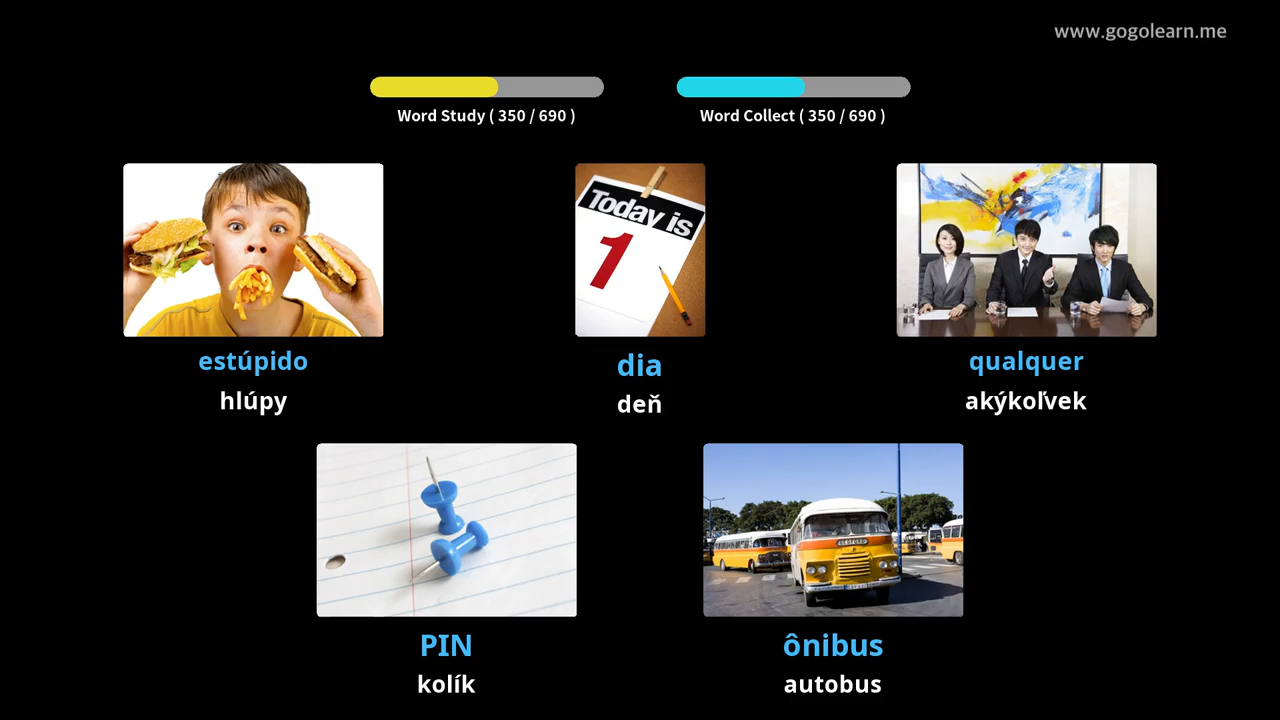 www.gogolearn.me
Word Study ( 350 / 690 )
Word Collect ( 350 / 690 )
Today is
1
estúpido
dia
qualquer
hlúpy
deň
akýkoľvek
BEDFORD
PIN
ônibus
kolík
autobus